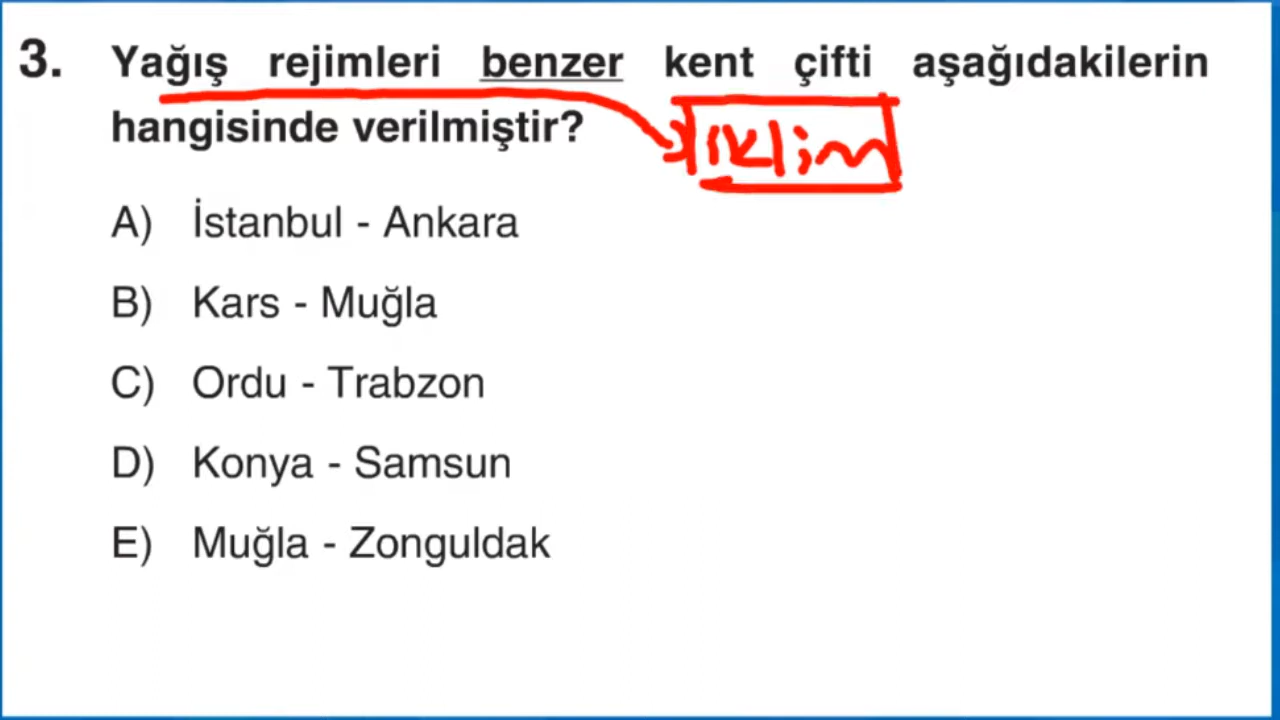 3. Yağış rejimleri benzer kent çifti aşağıdakilerin
hangisinde verilmiştir?
iklim
A) İstanbul - Ankara
B) Kars - Muğla
C) Ordu - Trabzon
D) Konya - Samsun
E) Muğla - Zonguldak